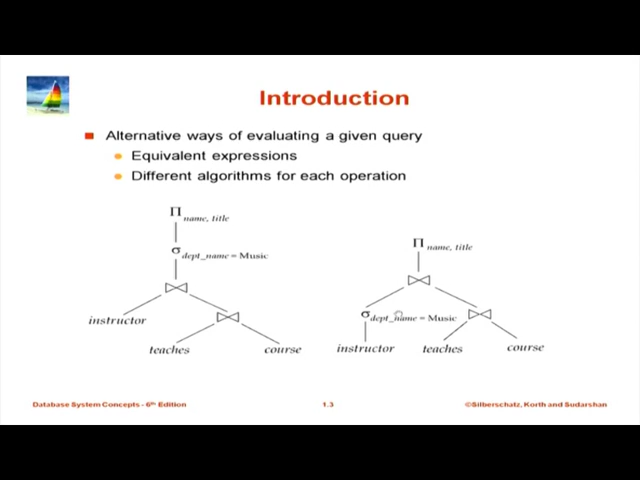 Introduction
Alternative ways of evaluating a given query
Equivalent expressions
Different algorithms for each operation
Π name, title
σ dept_name = Music
instructor
teaches
course
Π name, title
σ dept_name = Music
instructor
teaches
course
Database System Concepts - 6th Edition
1.3
©Silberschatz, Korth and Sudarshan